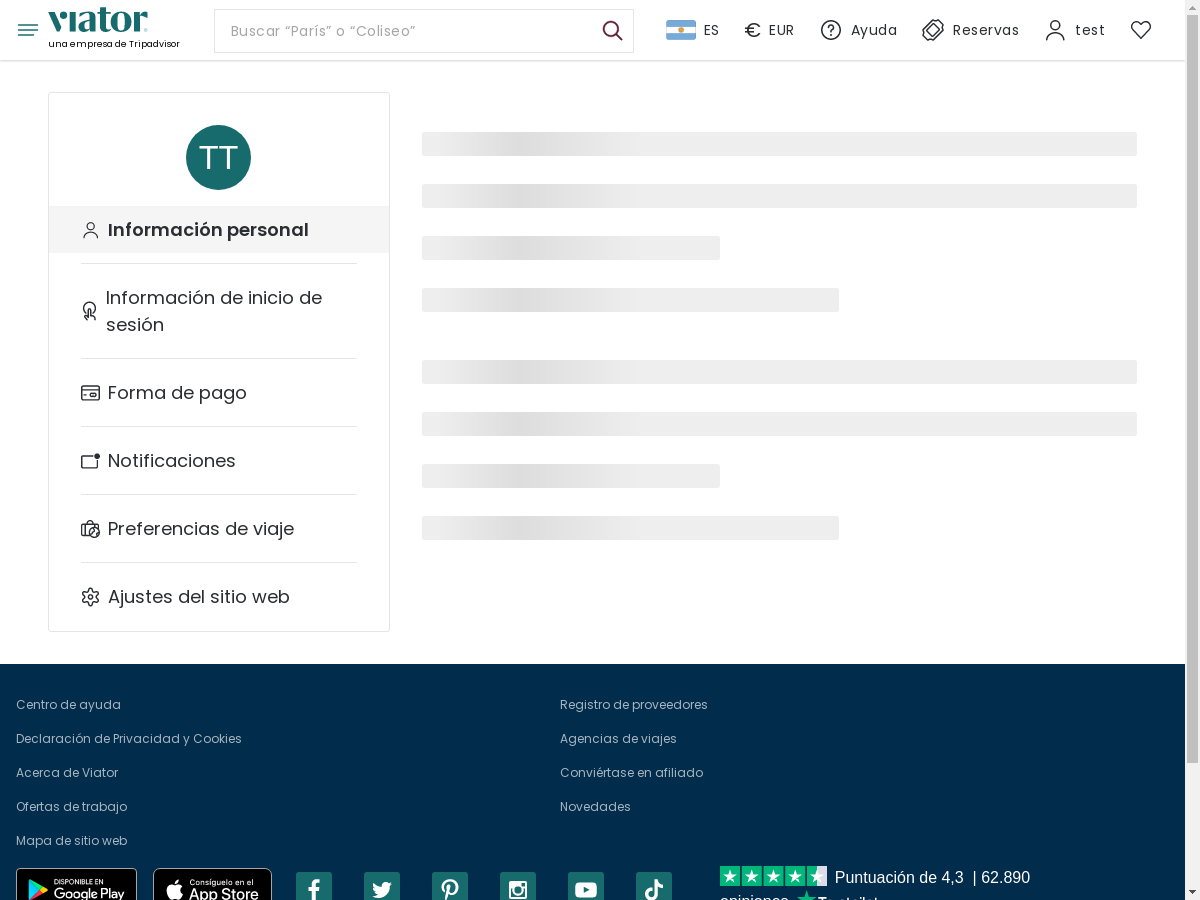 viator
una empresa de Tripadvisor
Buscar “París” o “Coliseo”
ES
EUR
Ayuda
Reservas
test
TT
Información personal
Información de inicio de
sesión
Forma de pago
Notificaciones
Preferencias de viaje
Ajustes del sitio web
Centro de ayuda
Declaración de Privacidad y Cookies
Acerca de Viator
Ofertas de trabajo
Mapa de sitio web
Registro de proveedores
Agencias de viajes
Conviértase en afiliado
Novedades
DISPONIBLE EN
Google Play
Consíguelo en el
App Store
Puntuación de 4,3 | 62.890
opiniones Trustpilot